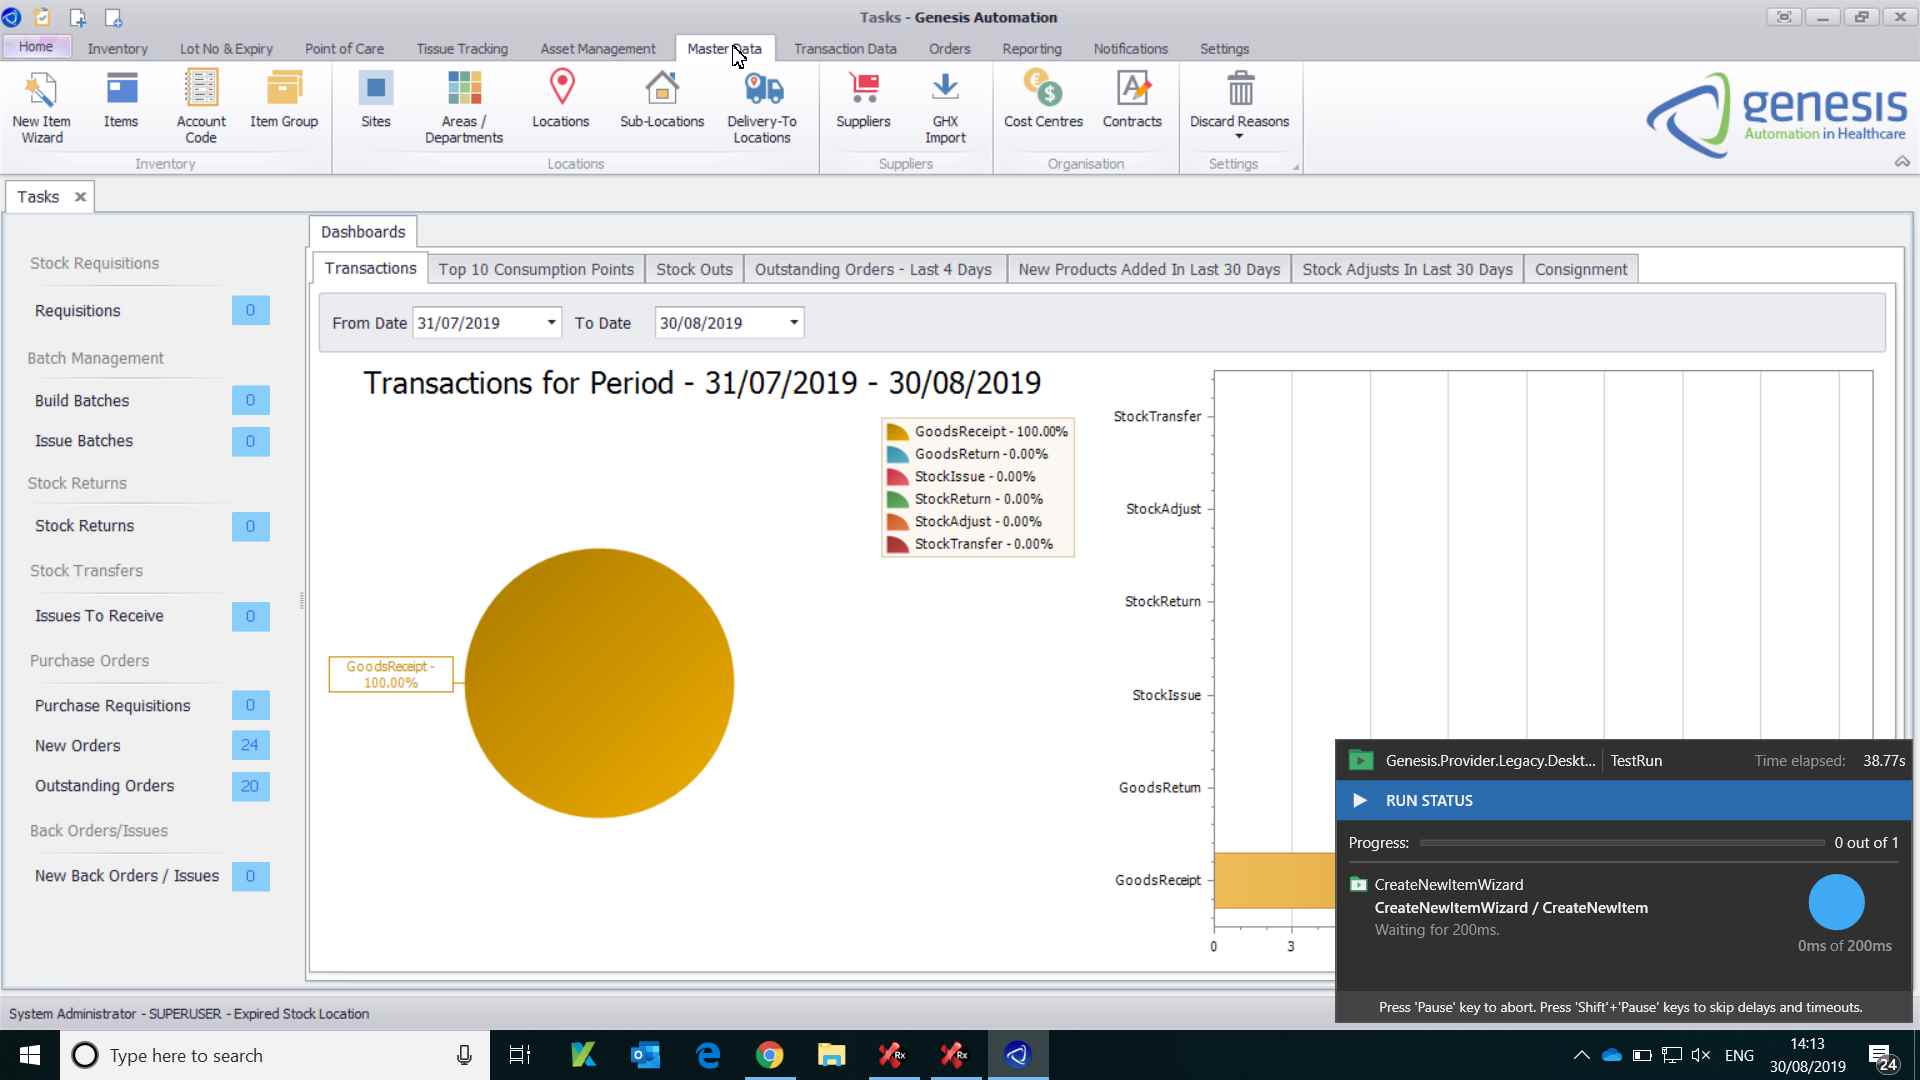 Tasks - Genesis Automation
Home
Inventory
Lot No & Expiry
Point of Care
Tissue Tracking
Asset Management
Master Data
Transaction Data
Orders
Reporting
Notifications
Settings
New Item
Wizard
Items
Account
Code
Item Group
Sites
Areas /
Departments
Locations
Sub-Locations
Delivery-To
Locations
Suppliers
GHX
Import
Cost Centres
Contracts
Discard Reasons
Inventory
Locations
Suppliers
Organisation
Settings
genesis
Automation in Healthcare
Tasks
Stock Requisitions
Requisitions 0
Batch Management
Build Batches 0
Issue Batches 0
Stock Returns
Stock Returns 0
Stock Transfers
Issues To Receive 0
Purchase Orders
Purchase Requisitions 0
New Orders 24
Outstanding Orders 20
Back Orders/Issues
New Back Orders / Issues 0
Dashboards
Transactions
Top 10 Consumption Points
Stock Outs
Outstanding Orders - Last 4 Days
New Products Added In Last 30 Days
Stock Adjusts In Last 30 Days
Consignment
From Date 31/07/2019 To Date 30/08/2019
Transactions for Period - 31/07/2019 - 30/08/2019
GoodsReceipt - 100.00%
GoodsReturn - 0.00%
StockIssue - 0.00%
StockReturn - 0.00%
StockAdjust - 0.00%
StockTransfer - 0.00%
GoodsReceipt -
100.00%
StockTransfer
StockAdjust
StockReturn
StockIssue
GoodsReturn
GoodsReceipt
0 3
Genesis.Provider.Legacy.Deskt... TestRun Time elapsed: 38.77s
RUN STATUS
Progress: 0 out of 1
CreateNewItemWizard
CreateNewItemWizard / CreateNewItem
Waiting for 200ms.
0ms of 200ms
Press 'Pause' key to abort. Press 'Shift'+'Pause' keys to skip delays and timeouts.
System Administrator - SUPERUSER - Expired Stock Location
Type here to search
Rx
Rx
ENG
14:13
30/08/2019
24